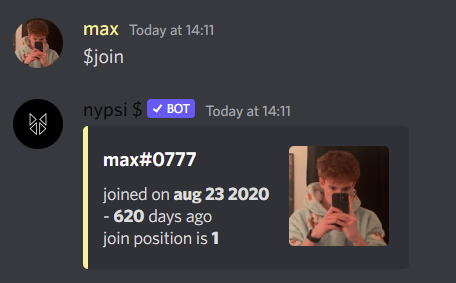 max Today at 14:11
$join
nypsi $ ✓ BOT Today at 14:11
max#0777
joined on aug 23 2020
- 620 days ago
join position is 1